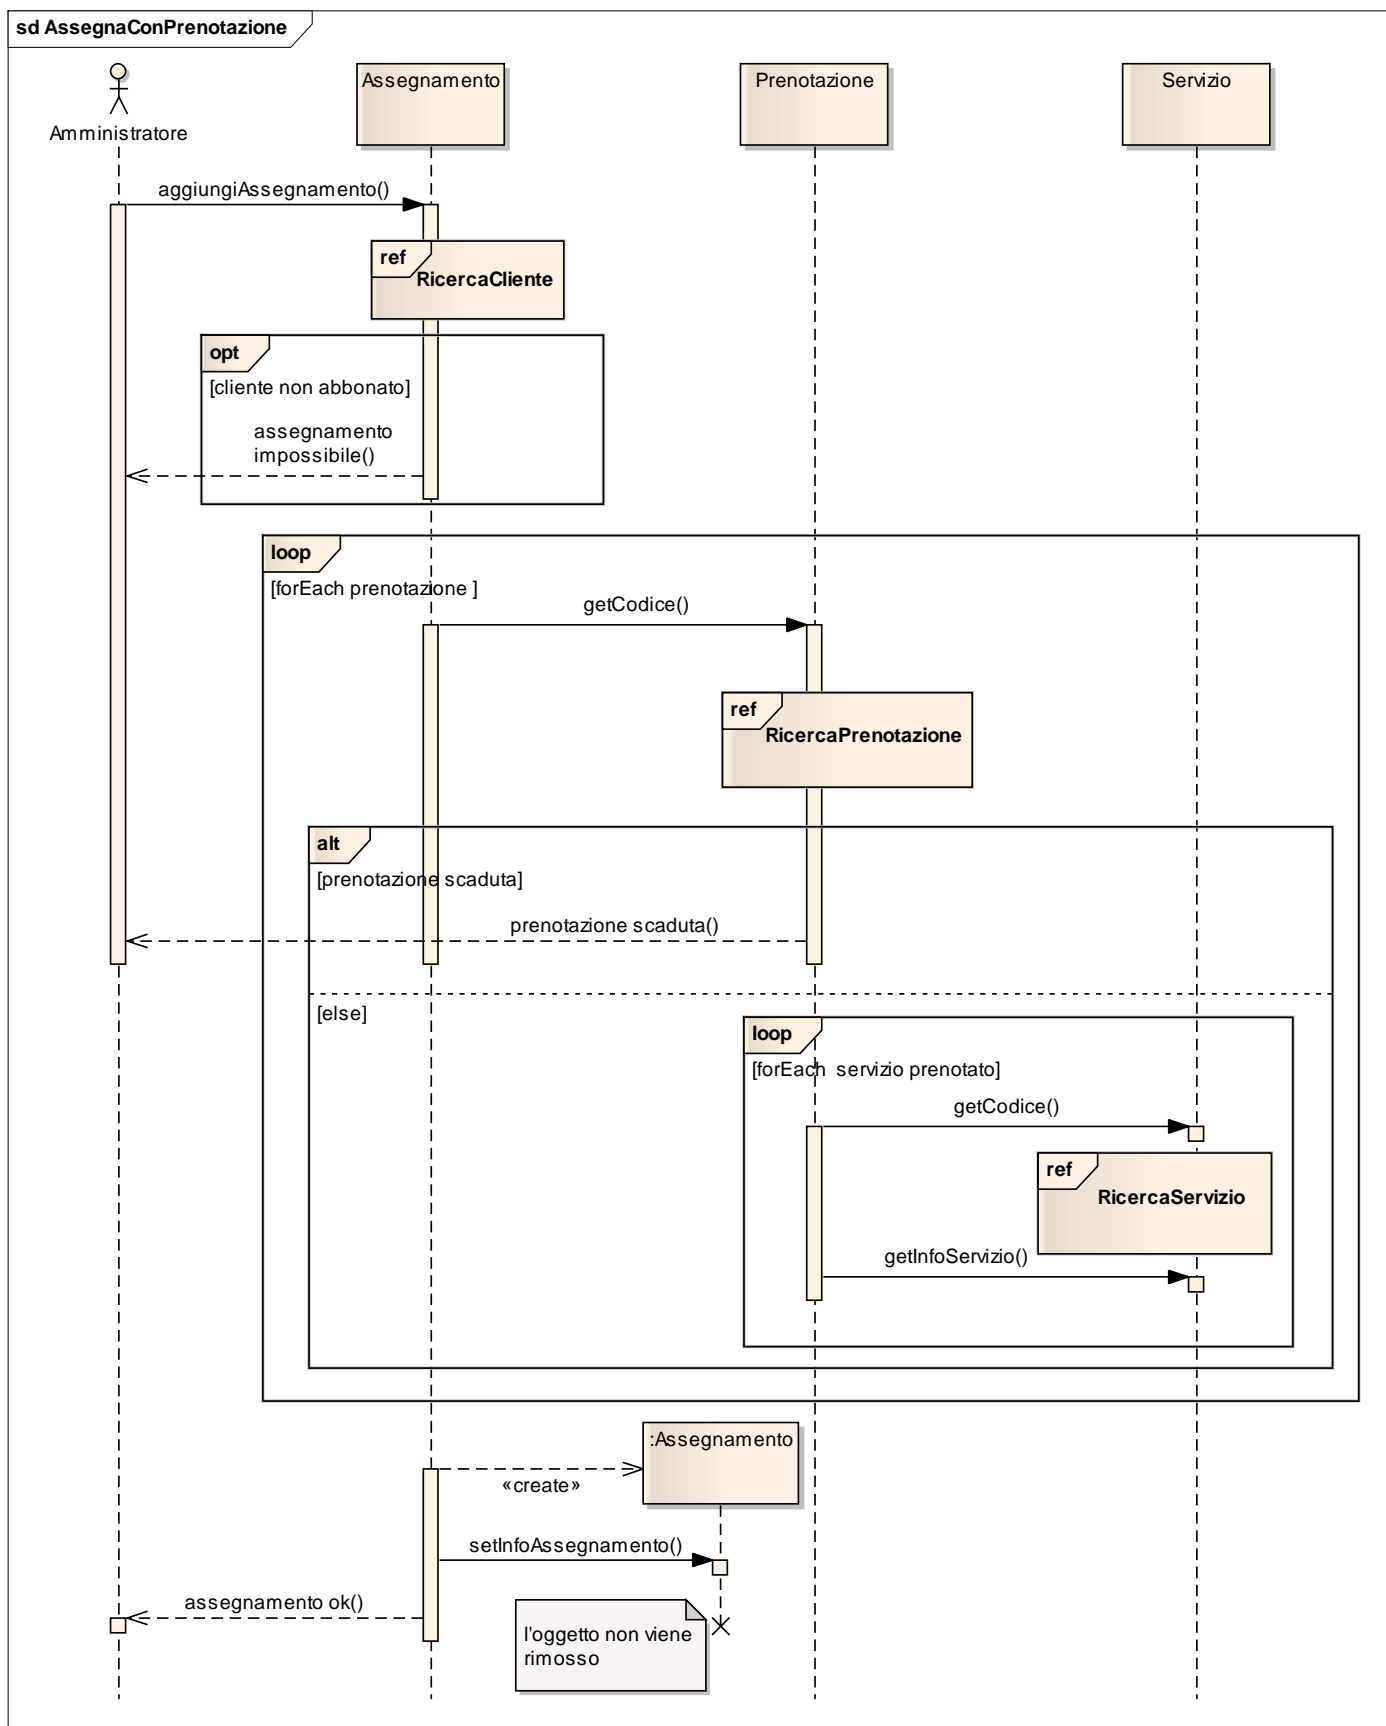 sd AssegnaConPrenotazione
Amministratore
Assegnamento
Prenotazione
Servizio
aggiungiAssegnamento()
ref
RicercaCliente
opt
[cliente non abbonato]
assegnamento
impossibile()
loop
[forEach prenotazione ]
getCodice()
ref
RicercaPrenotazione
alt
[prenotazione scaduta]
prenotazione scaduta()
[else]
loop
[forEach  servizio prenotato]
getCodice()
ref
RicercaServizio
getInfoServizio()
:Assegnamento
«create»
setInfoAssegnamento()
assegnamento ok()
l'oggetto non viene
rimosso